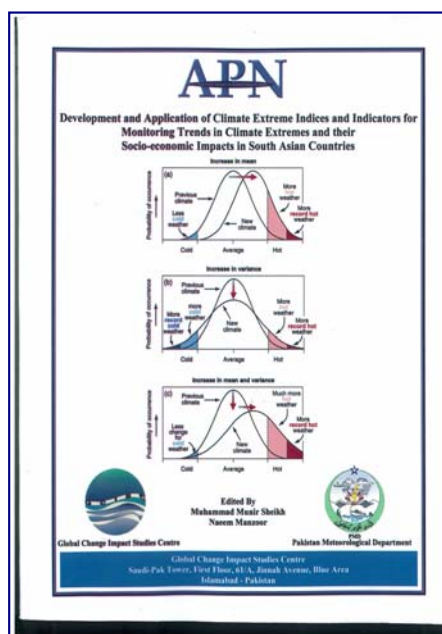 APN
Development and Application of Climate Extreme Indices and Indicators for
Monitoring Trends in Climate Extremes and their
Socio-economic Impacts in South Asian Countries
Increase in mean
(a)
Probability of occurrence
Previous
climate
Less
cold
weather
New
climate
More
hot
weather
More
record hot
weather
Cold
Average
Hot
Increase in variance
(b)
Probability of occurrence
Previous
climate
More
record
cold
weather
more
cold
weather
New
climate
More
hot
weather
More
record hot
weather
Cold
Average
Hot
Increase in mean and variance
(c)
Probability of occurrence
Previous
climate
Less
change
for
cold
weather
New
climate
Much more
hot
weather
More
record hot
weather
Cold
Average
Hot
Edited By
Muhammad Munir Sheikh
Naeem Manzoor
Global Change Impact Studies Centre
PMD
Pakistan Meteorological Department
Global Change Impact Studies Centre
Saudi-Pak Tower, First Floor, 61/A, Jinnah Avenue, Blue Area
Islamabad - Pakistan